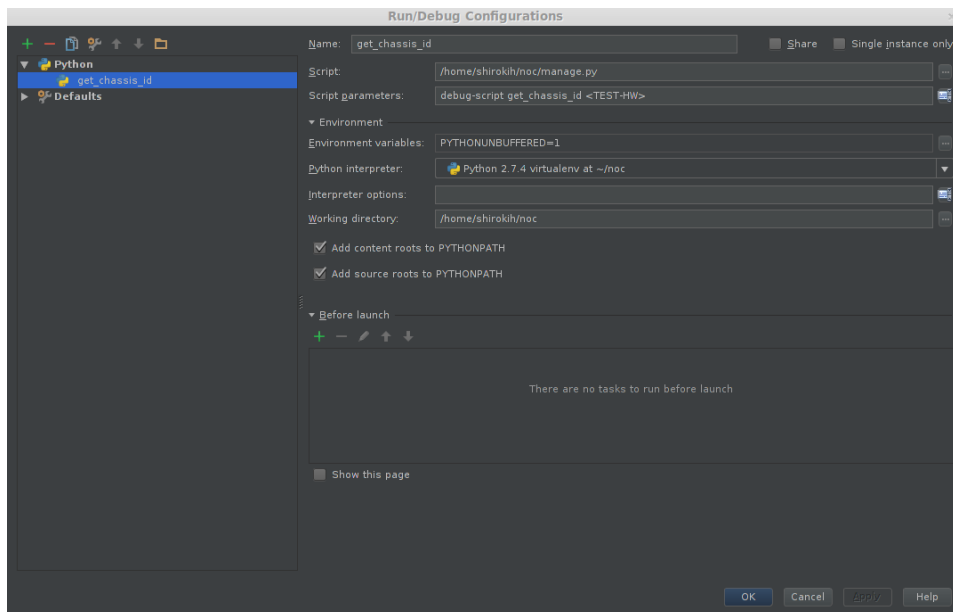 Run/Debug Configurations
Name: get_chassis_id Share Single instance only
Python
get_chassis_id
Defaults
Script: /home/shirokih/noc/manage.py
Script parameters: debug-script get_chassis_id <TEST-HW>
Environment
Environment variables: PYTHONUNBUFFERED=1
Python interpreter: Python 2.7.4 virtualenv at ~/noc
Interpreter options:
Working directory: /home/shirokih/noc
Add content roots to PYTHONPATH
Add source roots to PYTHONPATH
Before launch
There are no tasks to run before launch
Show this page
OK Cancel Apply Help